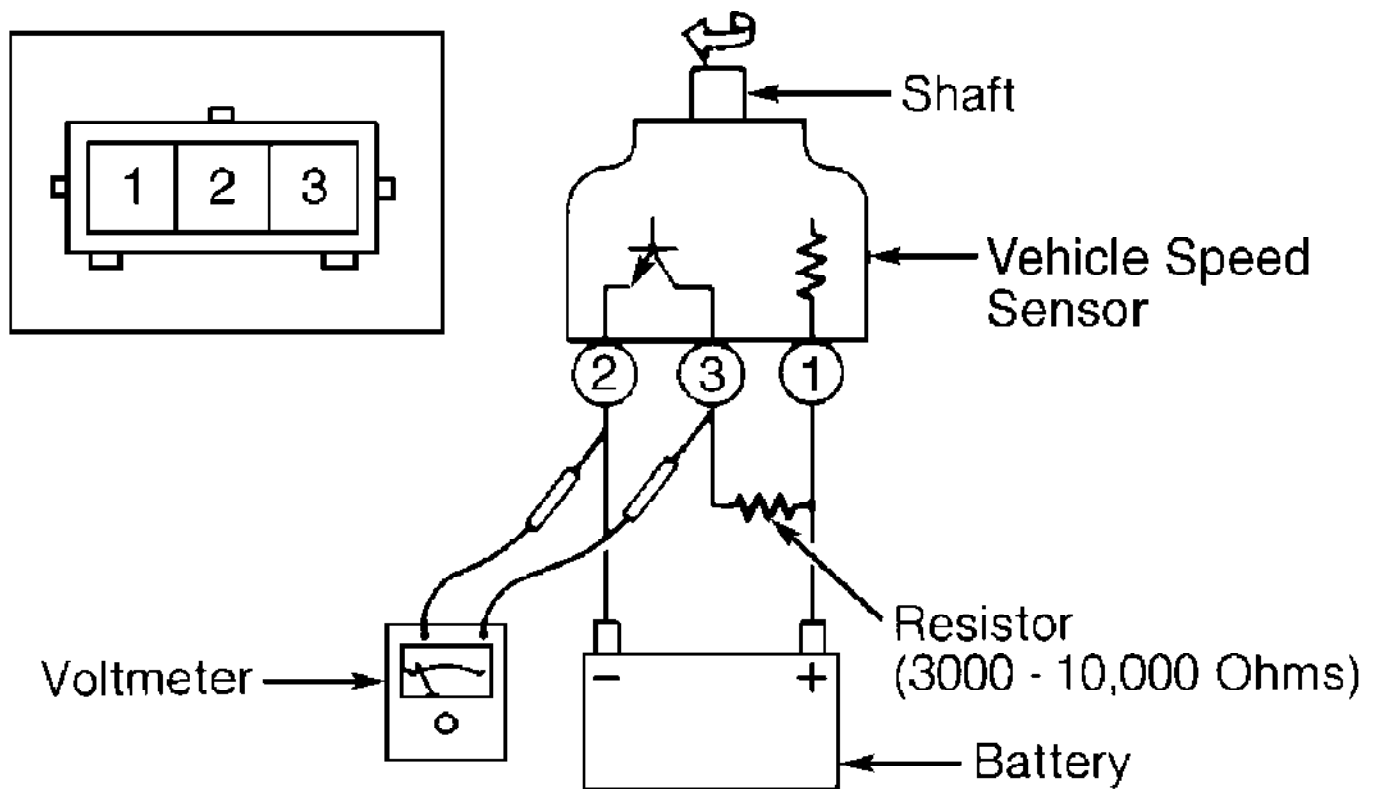 1 2 3
Shaft
Vehicle Speed
Sensor
2 3 1
Resistor
(3000 - 10,000 Ohms)
Voltmeter
- +
Battery